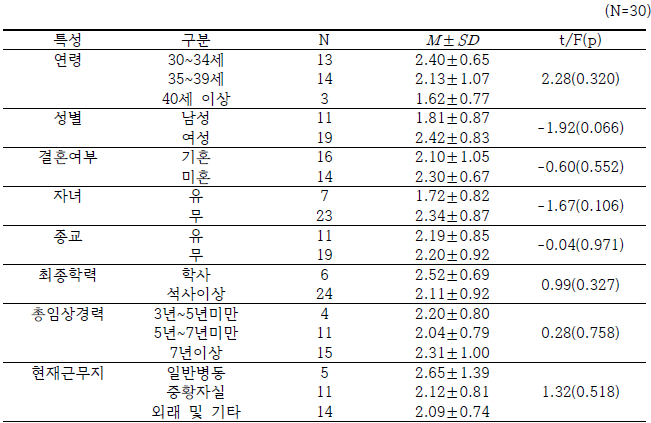 (N=30)
특성 구분 N M±SD t/F(p)
연령 30~34세 13 2.40±0.65
35~39세 14 2.13±1.07 2.28(0.320)
40세 이상 3 1.62±0.77
성별 남성 11 1.81±0.87 -1.92(0.066)
여성 19 2.42±0.83
결혼여부 기혼 16 2.10±1.05 -0.60(0.552)
미혼 14 2.30±0.67
자녀 유 7 1.72±0.82 -1.67(0.106)
무 23 2.34±0.87
종교 유 11 2.19±0.85 -0.04(0.971)
무 19 2.20±0.92
최종학력 학사 6 2.52±0.69 0.99(0.327)
석사이상 24 2.11±0.92
총임상경력 3년~5년미만 4 2.20±0.80
5년~7년미만 11 2.04±0.79 0.28(0.758)
7년이상 15 2.31±1.00
현재근무지 일반병동 5 2.65±1.39
중황자실 11 2.12±0.81 1.32(0.518)
외래 및 기타 14 2.09±0.74